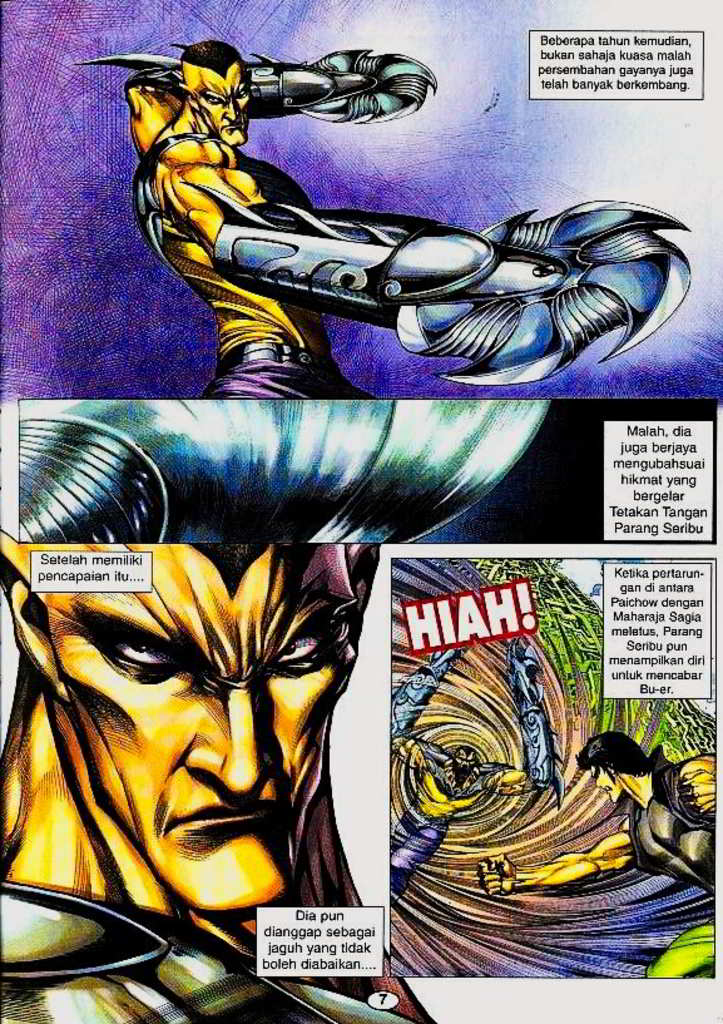 Beberapa tahun kemudian,
bukan sahaja kuasa malah
persembahan gayanya juga
telah banyak berkembang.
Malah, dia
juga berjaya
mengubahsuai
hikmat yang
bergelar
Tetakan Tangan
Parang Seribu
Setelah memiliki
pencapaian itu....
Dia pun
dianggap sebagai
jaguh yang tidak
boleh diabaikan....
Ketika pertarun-
gan di antara
Paichow dengan
Maharaja Sagia
meletus, Parang
Seribu pun
menampilkan diri
untuk mencabar
Bu-er.
HIAH!
7